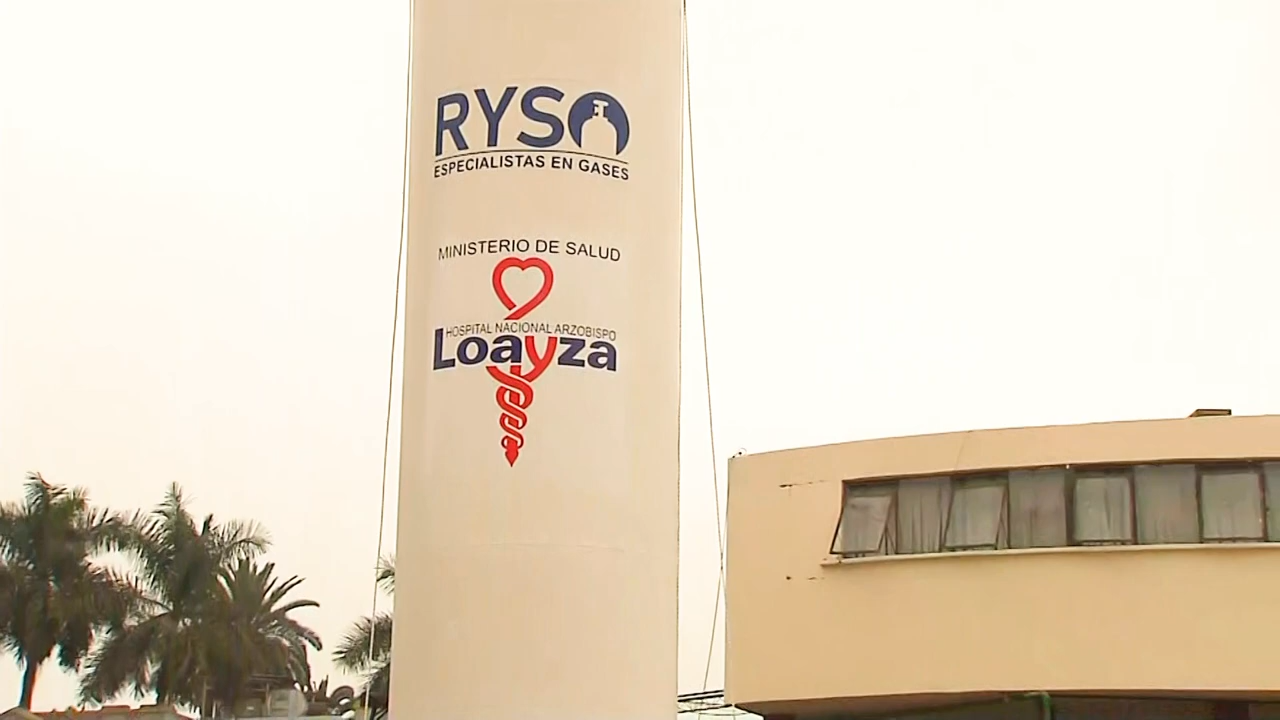 RYSO
ESPECIALISTAS EN GASES
MINISTERIO DE SALUD
HOSPITAL NACIONAL ARZOBISPO
Loayza